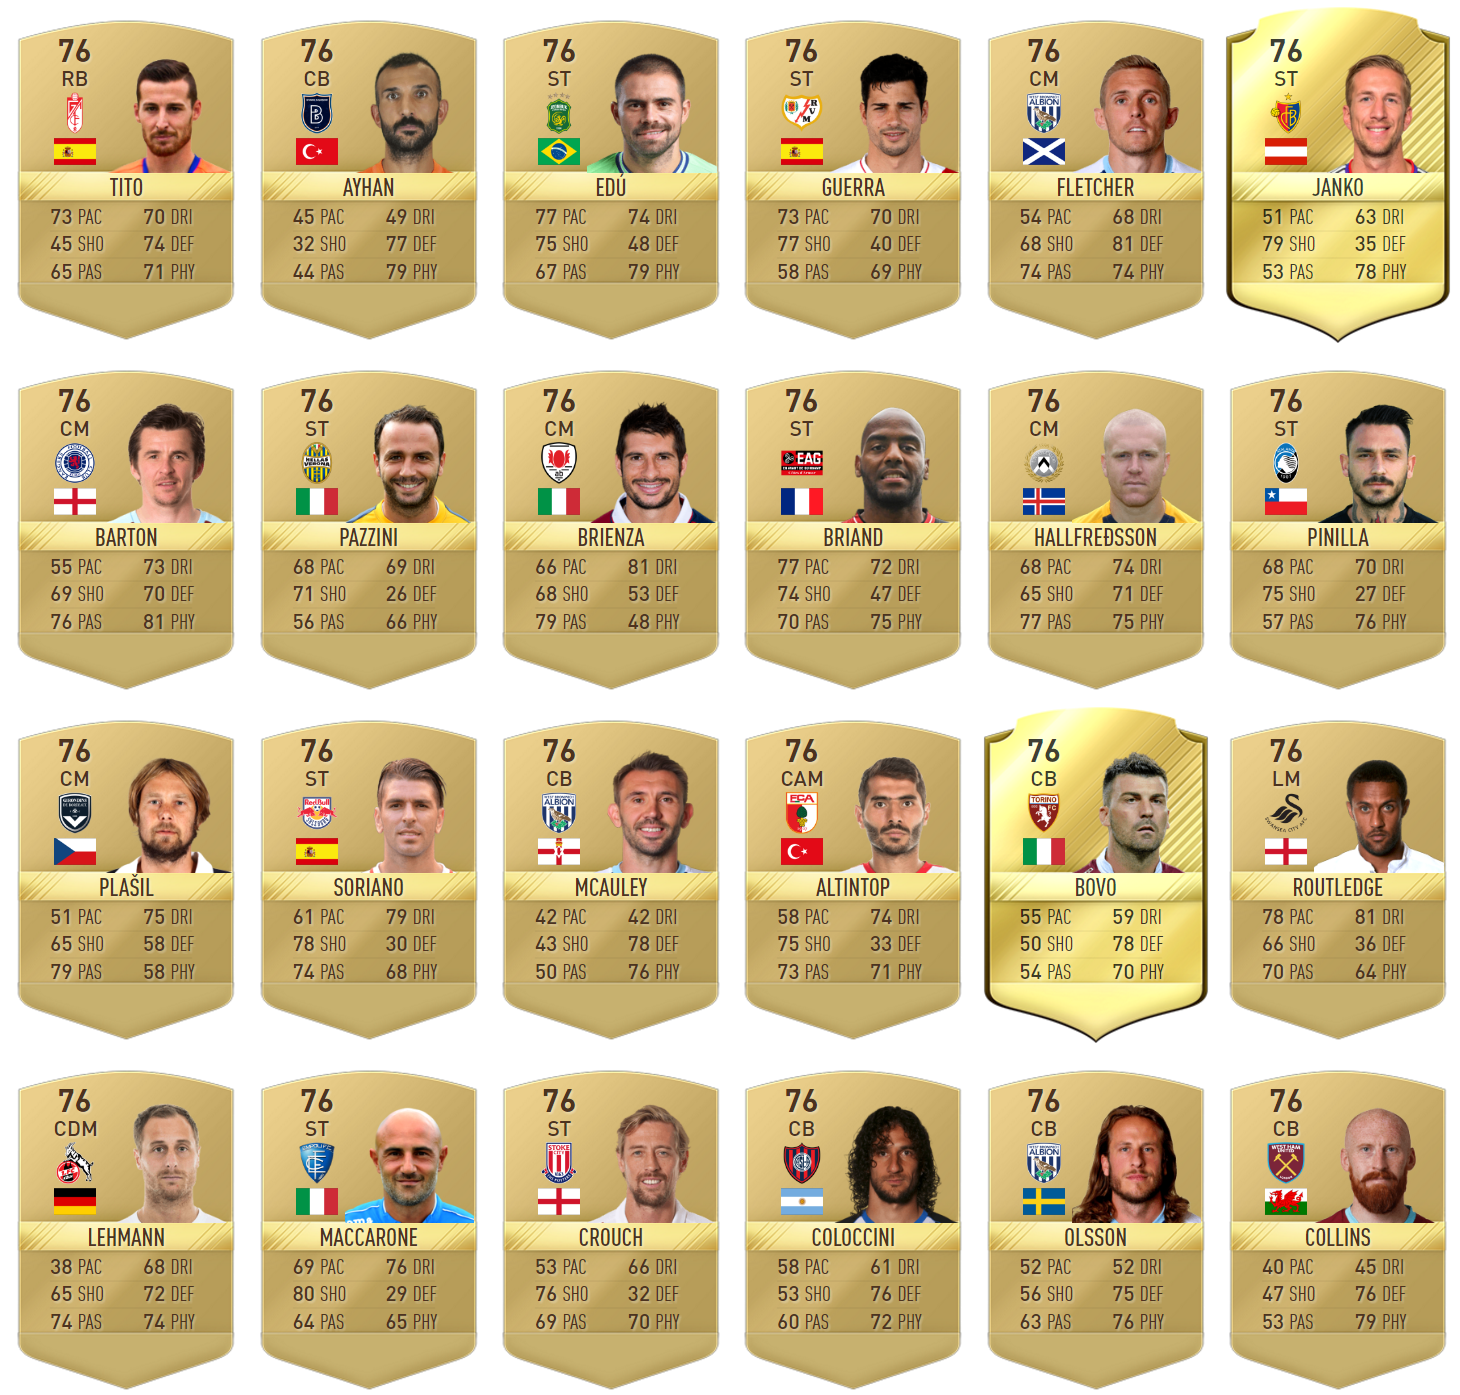 76
RB
TITO
73 PAC 70 DRI
45 SHO 74 DEF
65 PAS 71 PHY
76
CB
AYHAN
45 PAC 49 DRI
32 SHO 77 DEF
44 PAS 79 PHY
76
ST
EDÚ
77 PAC 74 DRI
75 SHO 48 DEF
67 PAS 79 PHY
76
ST
RVM
GUERRA
73 PAC 70 DRI
77 SHO 40 DEF
58 PAS 69 PHY
76
CM
ALBION
FLETCHER
54 PAC 68 DRI
68 SHO 81 DEF
74 PAS 74 PHY
76
ST
JANKO
51 PAC 63 DRI
79 SHO 35 DEF
53 PAS 78 PHY
76
CM
BARTON
55 PAC 73 DRI
69 SHO 70 DEF
76 PAS 81 PHY
76
ST
HELLAS
VERONA
PAZZINI
68 PAC 69 DRI
71 SHO 26 DEF
56 PAS 66 PHY
76
CM
BRIENZA
66 PAC 81 DRI
68 SHO 53 DEF
79 PAS 48 PHY
76
ST
EAG
BRIAND
77 PAC 72 DRI
74 SHO 47 DEF
70 PAS 75 PHY
76
CM
HALLFREÐSSON
68 PAC 74 DRI
65 SHO 71 DEF
77 PAS 75 PHY
76
ST
PINILLA
68 PAC 70 DRI
75 SHO 27 DEF
57 PAS 76 PHY
76
CM
PLAŠIL
51 PAC 75 DRI
65 SHO 58 DEF
79 PAS 58 PHY
76
ST
RedBull
SORIANO
61 PAC 79 DRI
78 SHO 30 DEF
74 PAS 68 PHY
76
CB
ALBION
MCAULEY
42 PAC 42 DRI
43 SHO 78 DEF
50 PAS 76 PHY
76
CAM
FCA
ALTINTOP
58 PAC 74 DRI
75 SHO 33 DEF
73 PAS 71 PHY
76
CB
TORINO
FC
BOVO
55 PAC 59 DRI
50 SHO 78 DEF
54 PAS 70 PHY
76
LM
SWANSEA CITY AFC
ROUTLEDGE
78 PAC 81 DRI
66 SHO 36 DEF
70 PAS 64 PHY
76
CDM
LEHMANN
38 PAC 68 DRI
65 SHO 72 DEF
74 PAS 74 PHY
76
ST
MACCARONE
69 PAC 76 DRI
80 SHO 29 DEF
64 PAS 65 PHY
76
ST
STOKE
CITY
CROUCH
53 PAC 66 DRI
76 SHO 32 DEF
69 PAS 70 PHY
76
CB
COLOCCINI
58 PAC 61 DRI
53 SHO 76 DEF
60 PAS 72 PHY
76
CB
ALBION
OLSSON
52 PAC 52 DRI
56 SHO 75 DEF
63 PAS 76 PHY
76
CB
WEST HAM
UNITED
COLLINS
40 PAC 45 DRI
47 SHO 76 DEF
53 PAS 79 PHY